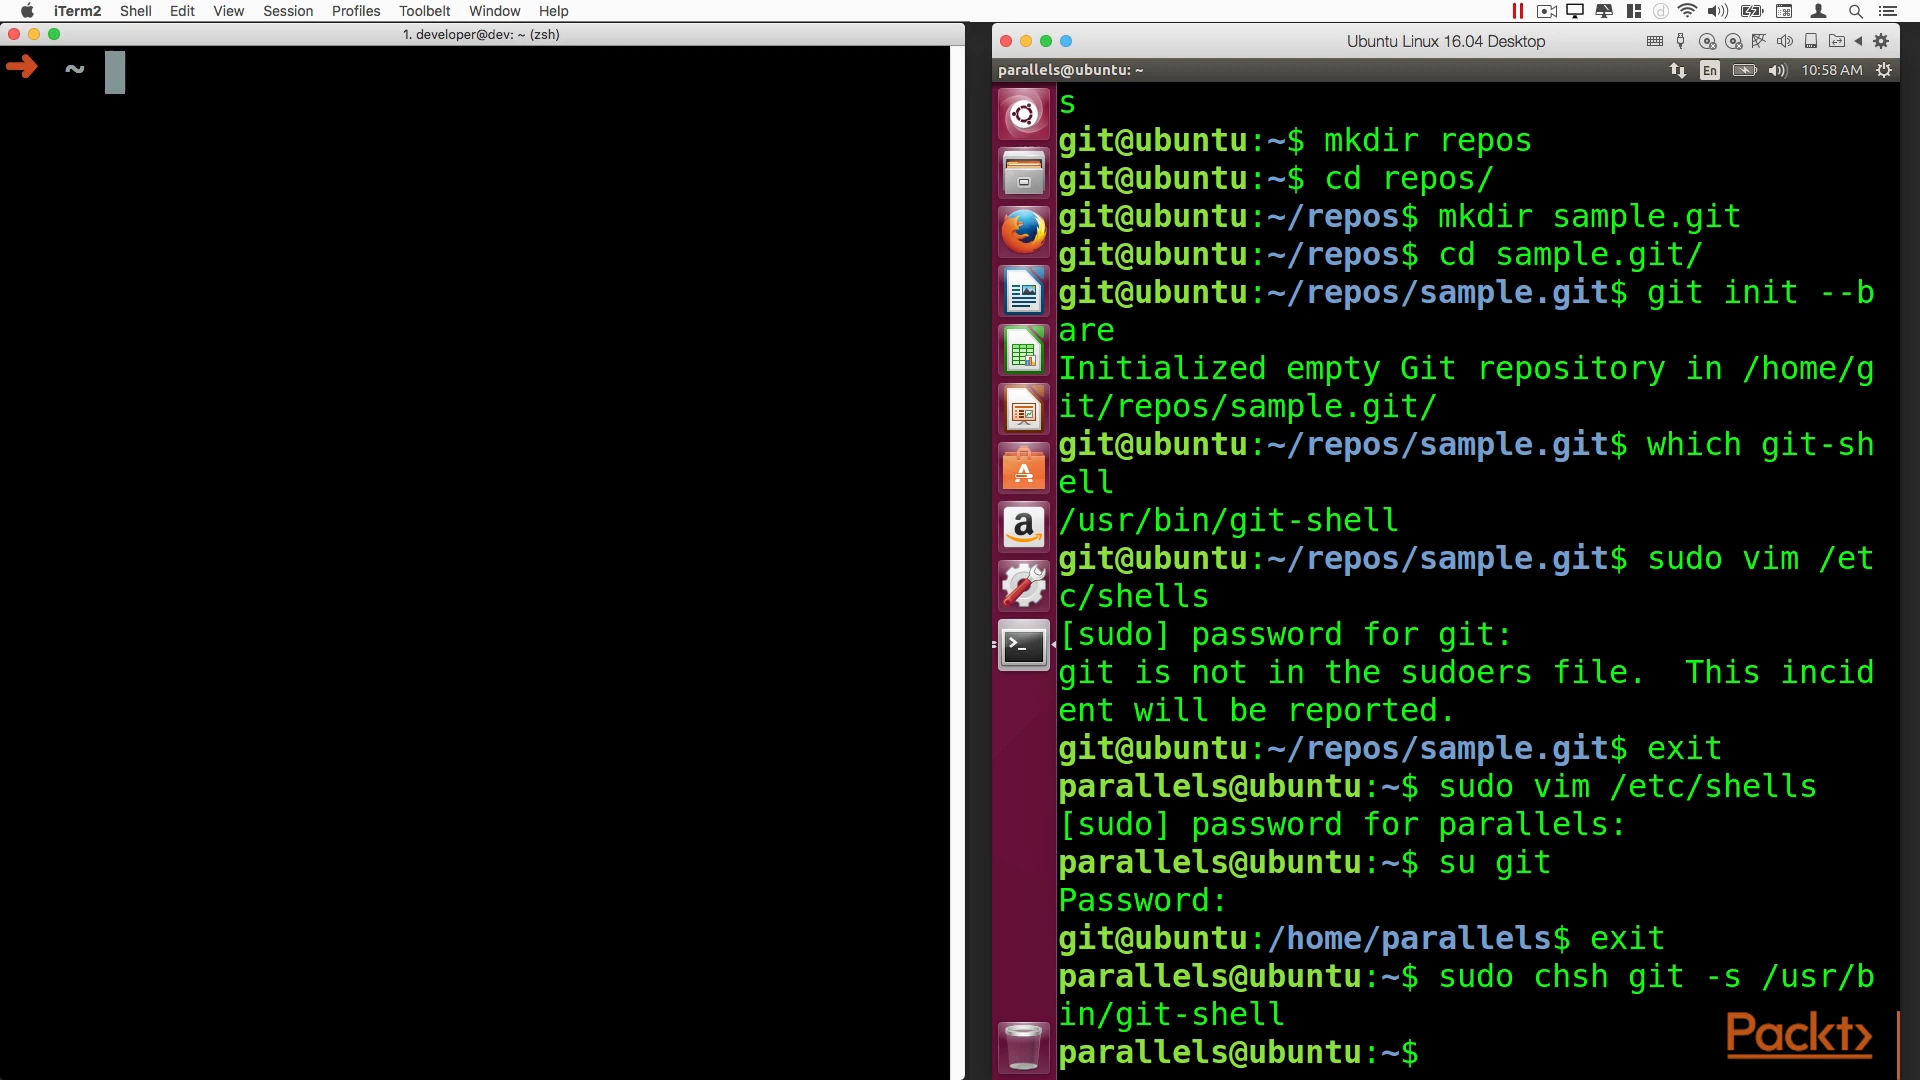 iTerm2 Shell Edit View Session Profiles Toolbelt Window Help
1. developer@dev: ~ (zsh)
➜ ~
Ubuntu Linux 16.04 Desktop
parallels@ubuntu: ~
En
10:58 AM
s
git@ubuntu:~$ mkdir repos
git@ubuntu:~$ cd repos/
git@ubuntu:~/repos$ mkdir sample.git
git@ubuntu:~/repos$ cd sample.git/
git@ubuntu:~/repos/sample.git$ git init --b
are
Initialized empty Git repository in /home/g
it/repos/sample.git/
git@ubuntu:~/repos/sample.git$ which git-sh
ell
/usr/bin/git-shell
git@ubuntu:~/repos/sample.git$ sudo vim /et
c/shells
[sudo] password for git:
git is not in the sudoers file.  This incid
ent will be reported.
git@ubuntu:~/repos/sample.git$ exit
parallels@ubuntu:~$ sudo vim /etc/shells
[sudo] password for parallels:
parallels@ubuntu:~$ su git
Password:
git@ubuntu:/home/parallels$ exit
parallels@ubuntu:~$ sudo chsh git -s /usr/b
in/git-shell
parallels@ubuntu:~$
Packt>